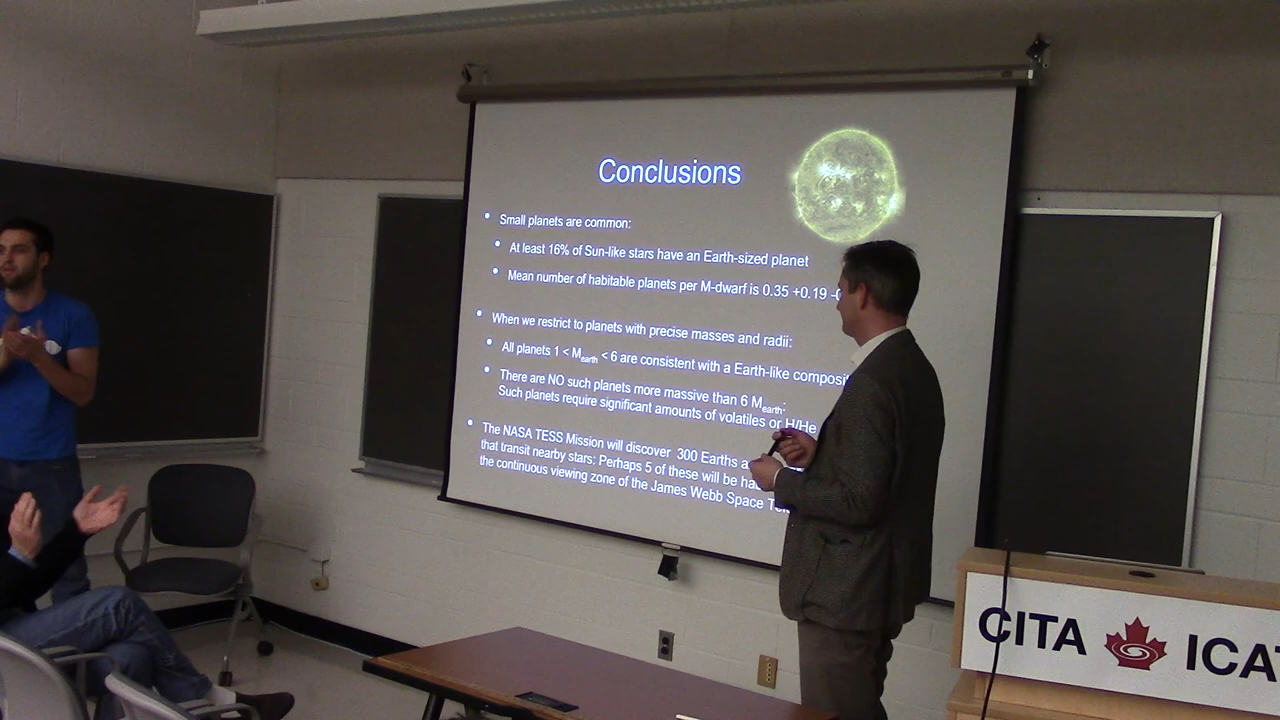 Conclusions
Small planets are common:
At least 16% of Sun-like stars have an Earth-sized planet
Mean number of habitable planets per M-dwarf is 0.35 +0.19 -0
When we restrict to planets with precise masses and radii:
All planets 1 < Mearth < 6 are consistent with a Earth-like composit
There are NO such planets more massive than 6 Mearth:
Such planets require significant amounts of volatiles or H/He
The NASA TESS Mission will discover 300 Earths a
that transit nearby stars: Perhaps 5 of these will be ha
the continuous viewing zone of the James Webb Space Te
CITA ICAT